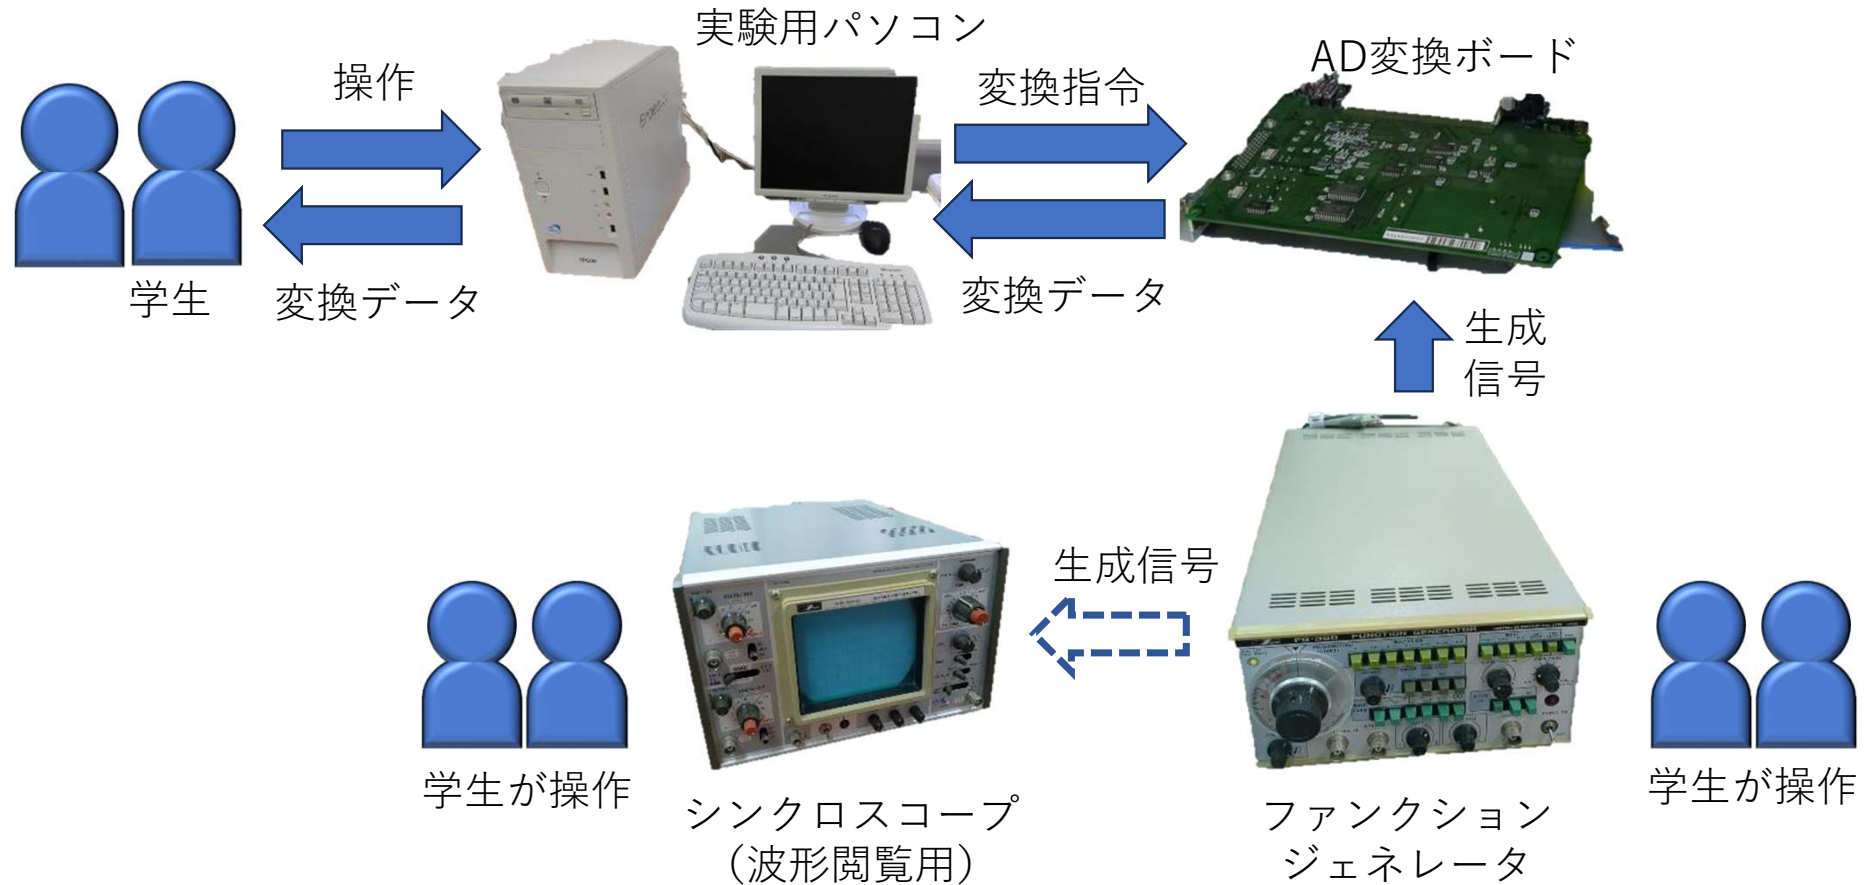 実験用パソコン
AD変換ボード
操作
変換指令
学生
変換データ
変換データ
生成
信号
生成信号
FG-350 FUNCTION GENERATOR
学生が操作
学生が操作
シンクロスコープ
（波形閲覧用）
ファンクション
ジェネレータ